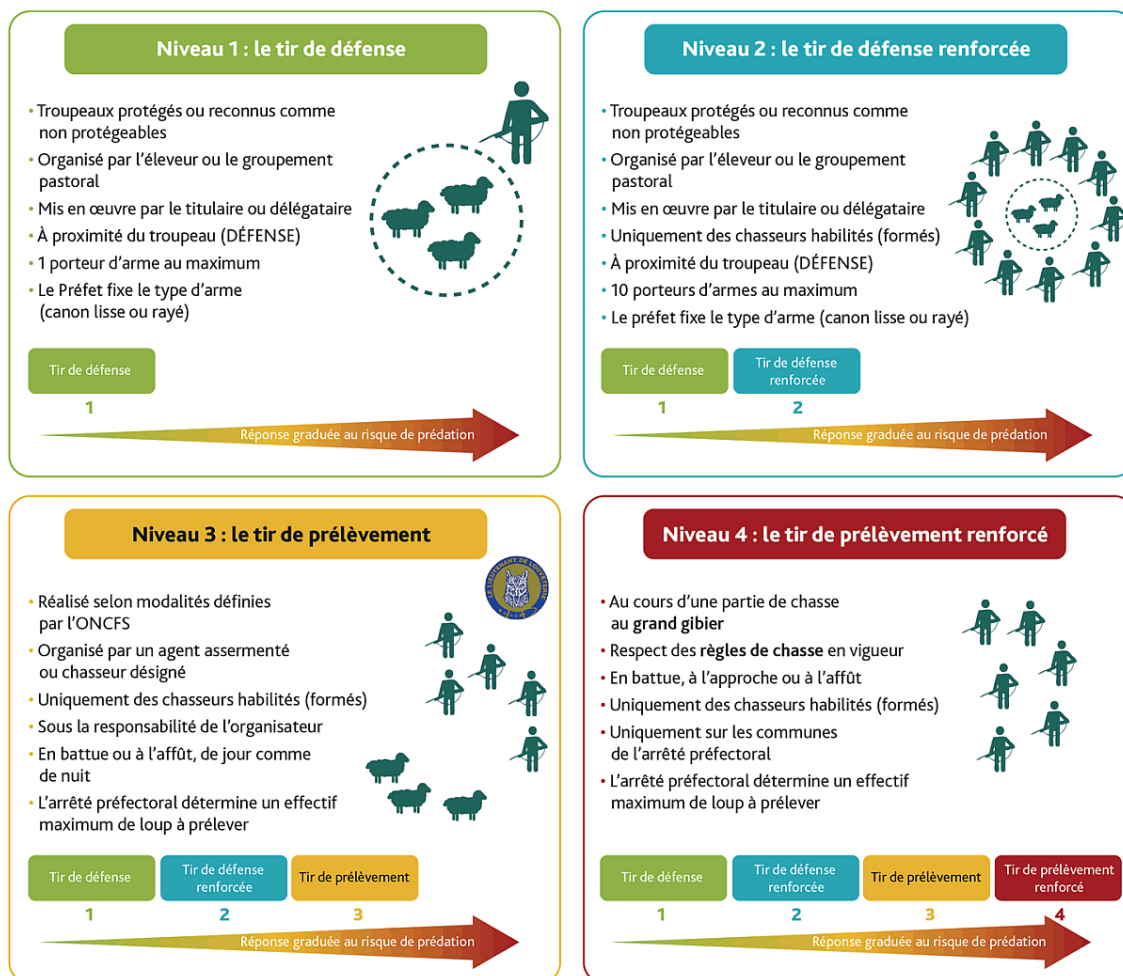 Niveau 1 : le tir de défense
• Troupeaux protégés ou reconnus comme
non protégeables
• Organisé par l'éleveur ou le groupement
pastoral
• Mis en œuvre par le titulaire ou délégataire
• À proximité du troupeau (DÉFENSE)
• 1 porteur d'arme au maximum
• Le Préfet fixe le type d'arme
(canon lisse ou rayé)
Tir de défense
1
Réponse graduée au risque de prédation
Niveau 2 : le tir de défense renforcée
• Troupeaux protégés ou reconnus comme
non protégeables
• Organisé par l'éleveur ou le groupement
pastoral
• Mis en œuvre par le titulaire ou délégataire
• Uniquement des chasseurs habilités (formés)
• À proximité du troupeau (DÉFENSE)
• 10 porteurs d'armes au maximum
• Le préfet fixe le type d'arme (canon lisse ou rayé)
Tir de défense
Tir de défense
renforcée
1
2
Réponse graduée au risque de prédation
Niveau 3 : le tir de prélèvement
LE LIEUTENANT DE LOUVETERIE
• Réalisé selon modalités définies
par l'ONCFS
• Organisé par un agent assermenté
ou chasseur désigné
• Uniquement des chasseurs habilités (formés)
• Sous la responsabilité de l'organisateur
• En battue ou à l'affût, de jour comme
de nuit
• L'arrêté préfectoral détermine un effectif
maximum de loup à prélever
Tir de défense
Tir de défense
renforcée
Tir de prélèvement
1
2
3
Réponse graduée au risque de prédation
Niveau 4 : le tir de prélèvement renforcé
• Au cours d'une partie de chasse
au grand gibier
• Respect des règles de chasse en vigueur
• En battue, à l'approche ou à l'affût
• Uniquement des chasseurs habilités (formés)
• Uniquement sur les communes
de l'arrêté préfectoral
• L'arrêté préfectoral détermine un effectif
maximum de loup à prélever
Tir de défense
Tir de défense
renforcée
Tir de prélèvement
Tir de prélèvement
renforcé
1
2
3
4
Réponse graduée au risque de prédation